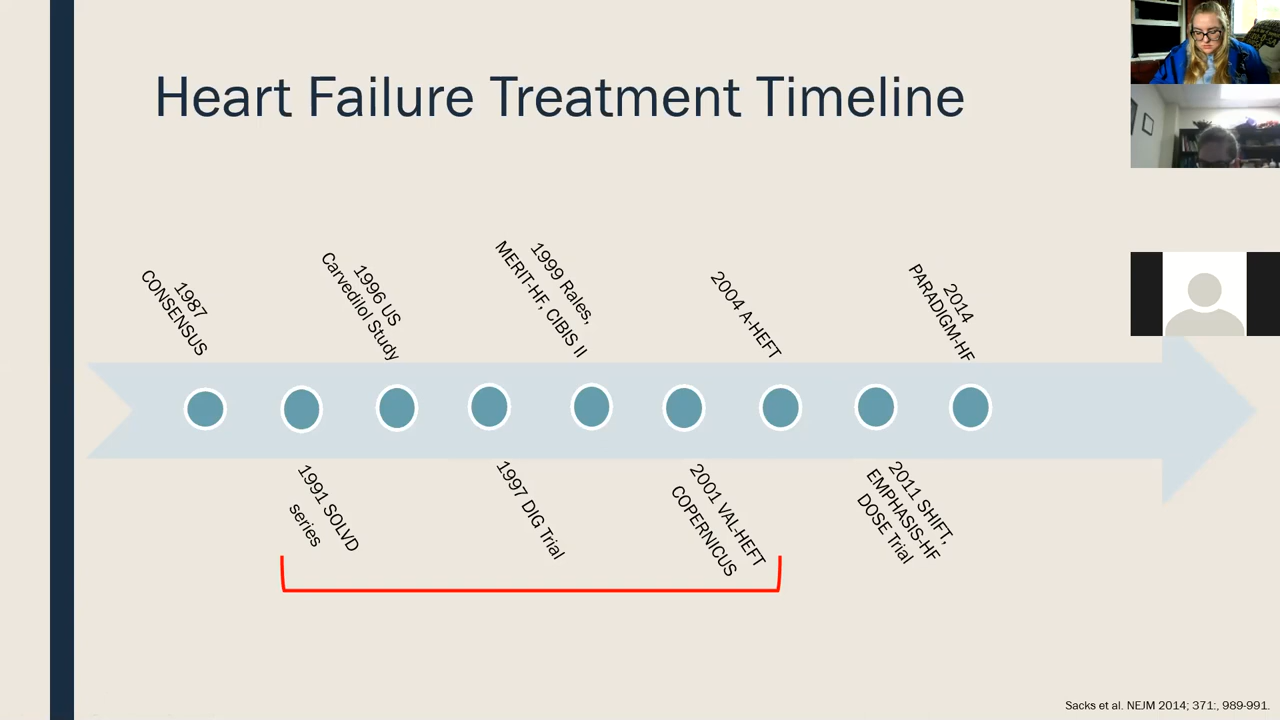 Heart Failure Treatment Timeline
1987
CONSENSUS
1996 US
Carvedilol Study
1999 Rales,
MERIT-HF, CIBIS II
2004 A-HEFT
2014
PARADIGM-HF
1991 SOLVD
series
1997 DIG Trial
2001 VAL-HEFT
COPERNICUS
2011 SHIFT,
EMPHASIS-HF
DOSE Trial
Sacks et al. NEJM 2014; 371:, 989-991.